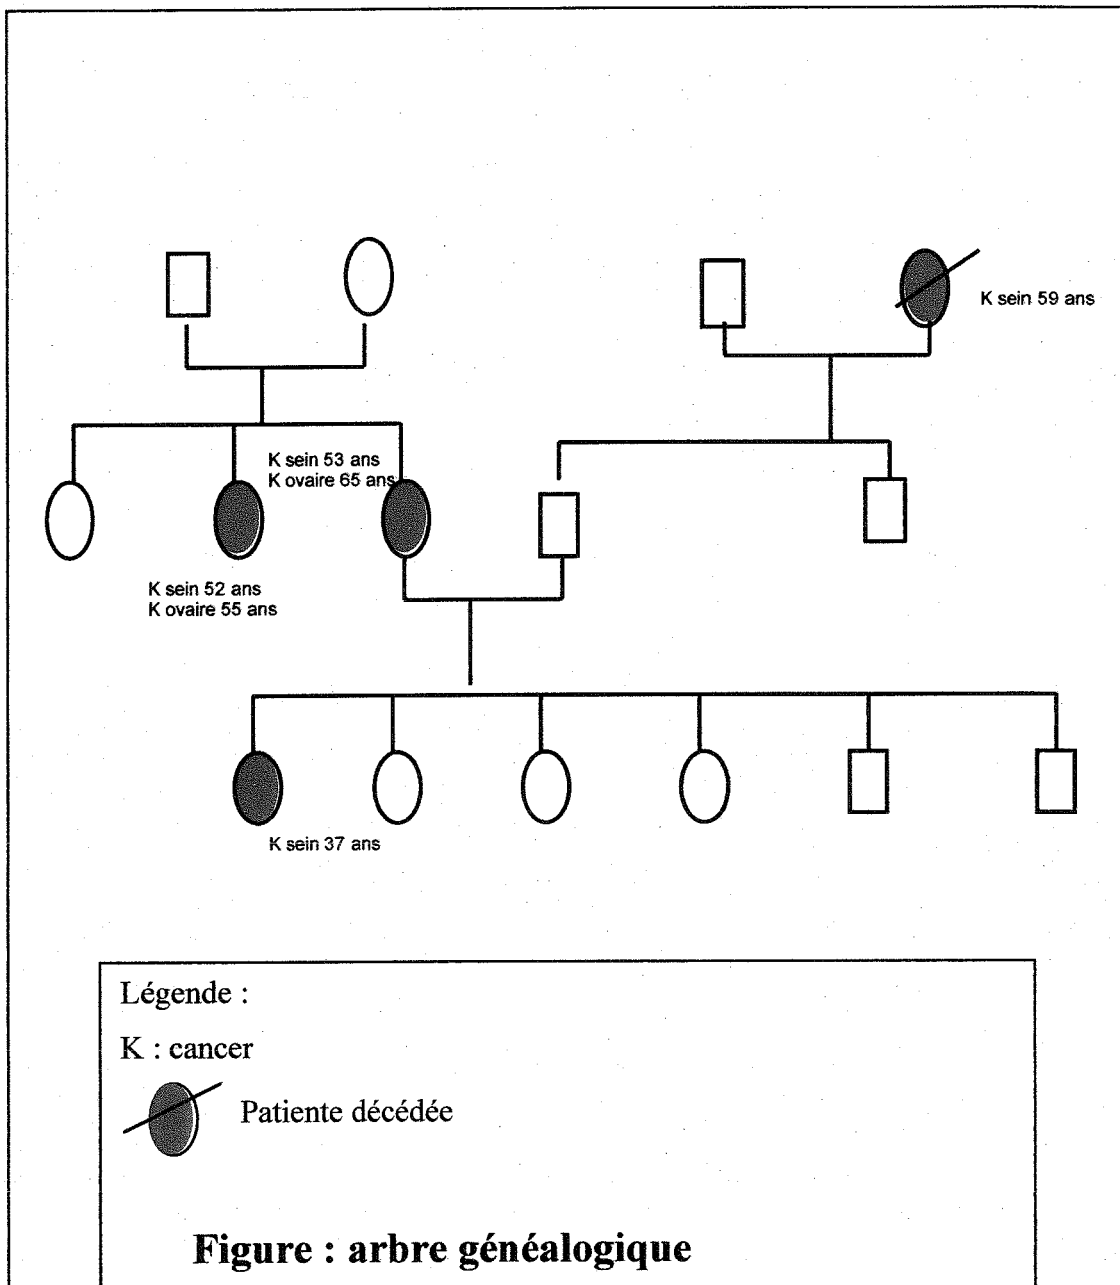 K sein 59 ans
K sein 53 ans
K ovaire 65 ans
K sein 52 ans
K ovaire 55 ans
K sein 37 ans
Légende :
K : cancer
Patiente décédée
Figure : arbre généalogique